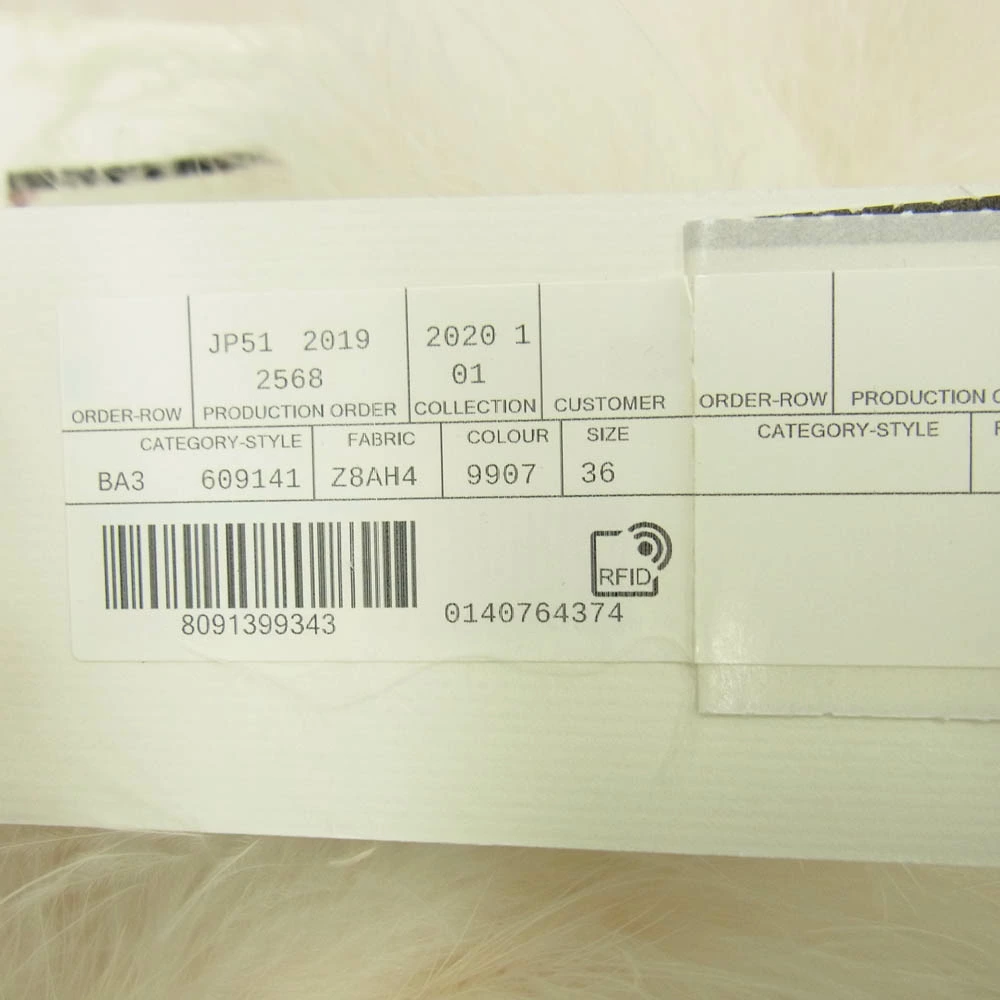 JP51 2019
2568
2020 1
01
ORDER-ROW PRODUCTION ORDER COLLECTION CUSTOMER
CATEGORY-STYLE FABRIC COLOUR SIZE
BA3 609141 Z8AH4 9907 36
8091399343
0140764374
RFID
ORDER-ROW PRODUCTION
CATEGORY-STYLE